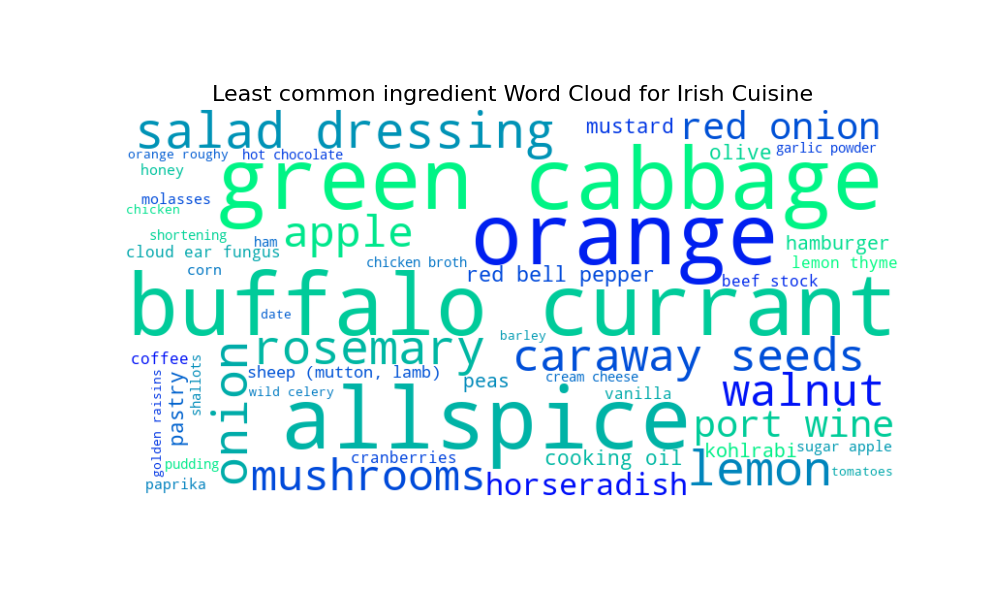 Least common ingredient Word Cloud for Irish Cuisine
salad dressing
mustard
red onion
orange roughy
hot chocolate
olive
garlic powder
honey
green cabbage
molasses
chicken
shortening
ham
apple
orange
hamburger
cloud ear fungus
corn
chicken broth
red bell pepper
lemon thyme
beef stock
buffalo currant
date
barley
coffee
shallots
onion
rosemary
caraway seeds
golden raisins
pastry
sheep (mutton, lamb)
peas
cream cheese
wild celery
vanilla
walnut
allspice
port wine
pudding
cranberries
cooking oil
kohlrabi
sugar apple
paprika
mushrooms
horseradish
lemon
tomatoes